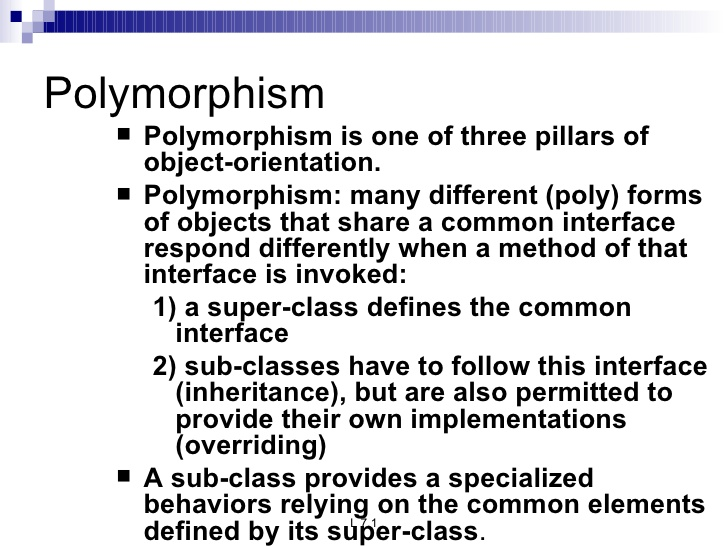 Polymorphism
■ Polymorphism is one of three pillars of
object-orientation.
■ Polymorphism: many different (poly) forms
of objects that share a common interface
respond differently when a method of that
interface is invoked:
1) a super-class defines the common
interface
2) sub-classes have to follow this interface
(inheritance), but are also permitted to
provide their own implementations
(overriding)
■ A sub-class provides a specialized
behaviors relying on the common elements
defined by its super-class.